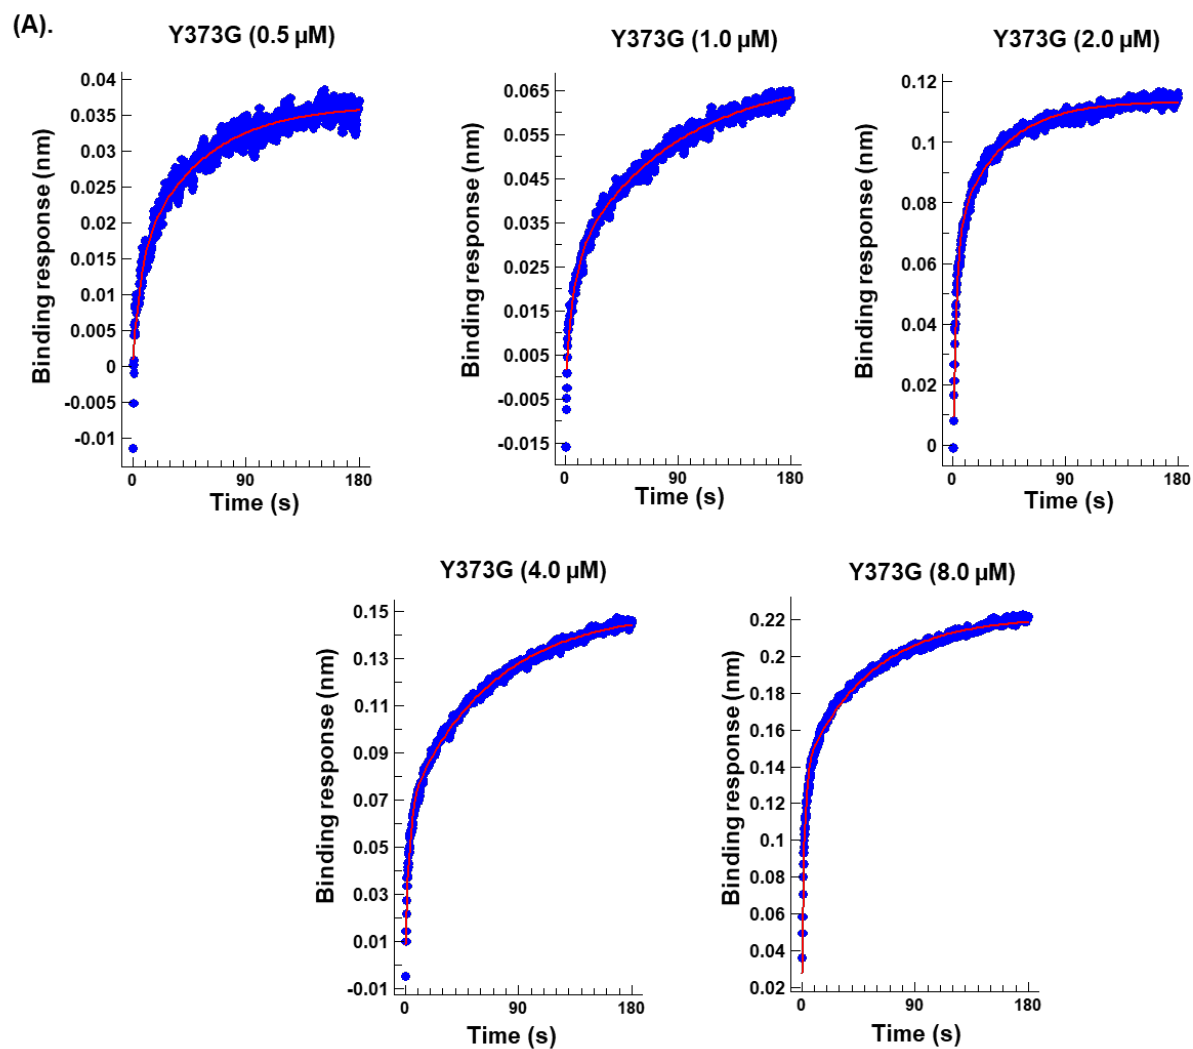 (A).
Y373G (0.5 µM)
Binding response (nm)
0.04
0.035
0.03
0.025
0.02
0.015
0.01
0.005
0
-0.005
-0.01
0 90 180
Time (s)
Y373G (1.0 µM)
Binding response (nm)
0.065
0.055
0.045
0.035
0.025
0.015
0.005
-0.005
-0.015
0 90 180
Time (s)
Y373G (2.0 µM)
Binding response (nm)
0.12
0.1
0.08
0.06
0.04
0.02
0
0 90 180
Time (s)
Y373G (4.0 µM)
Binding response (nm)
0.15
0.13
0.11
0.09
0.07
0.05
0.03
0.01
-0.01
0 90 180
Time (s)
Y373G (8.0 µM)
Binding response (nm)
0.22
0.2
0.18
0.16
0.14
0.12
0.1
0.08
0.06
0.04
0.02
0 90 180
Time (s)